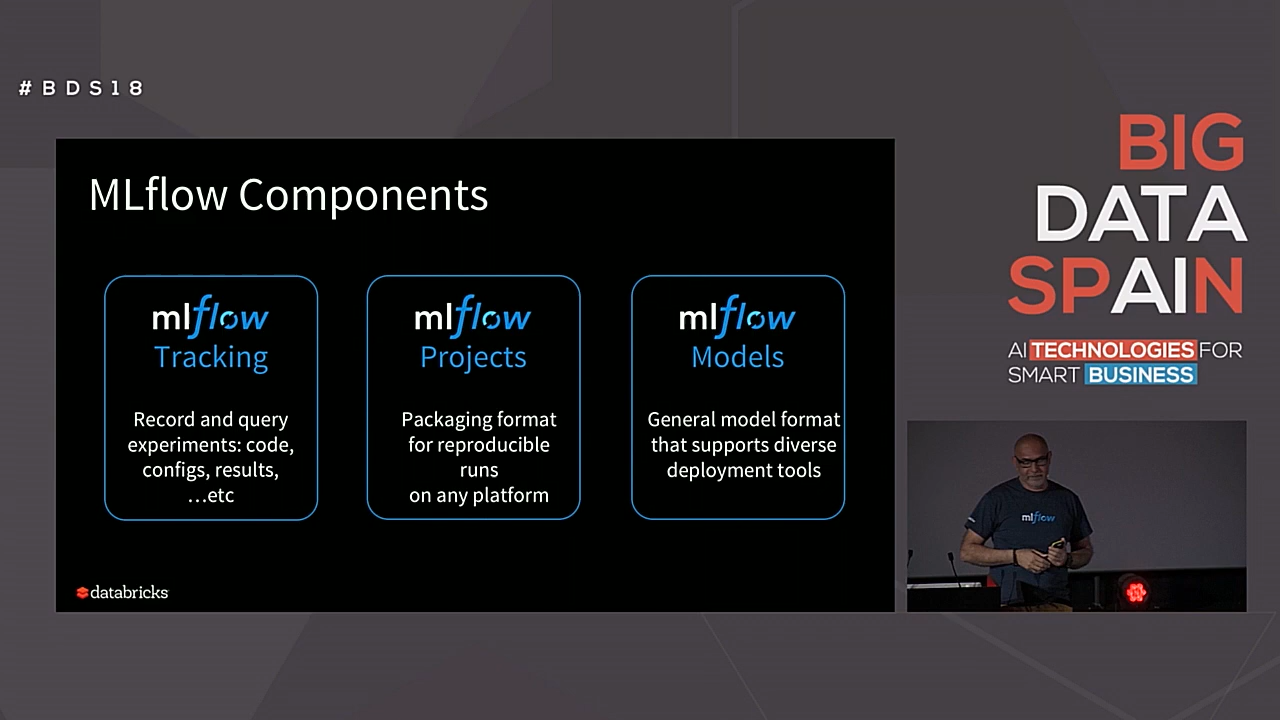 #BDS18
MLflow Components
mlflow
Tracking
Record and query
experiments: code,
configs, results,
…etc
mlflow
Projects
Packaging format
for reproducible
runs
on any platform
mlflow
Models
General model format
that supports diverse
deployment tools
databricks
BIG
DATA
SPAIN
AI TECHNOLOGIES FOR
SMART BUSINESS
mlflow